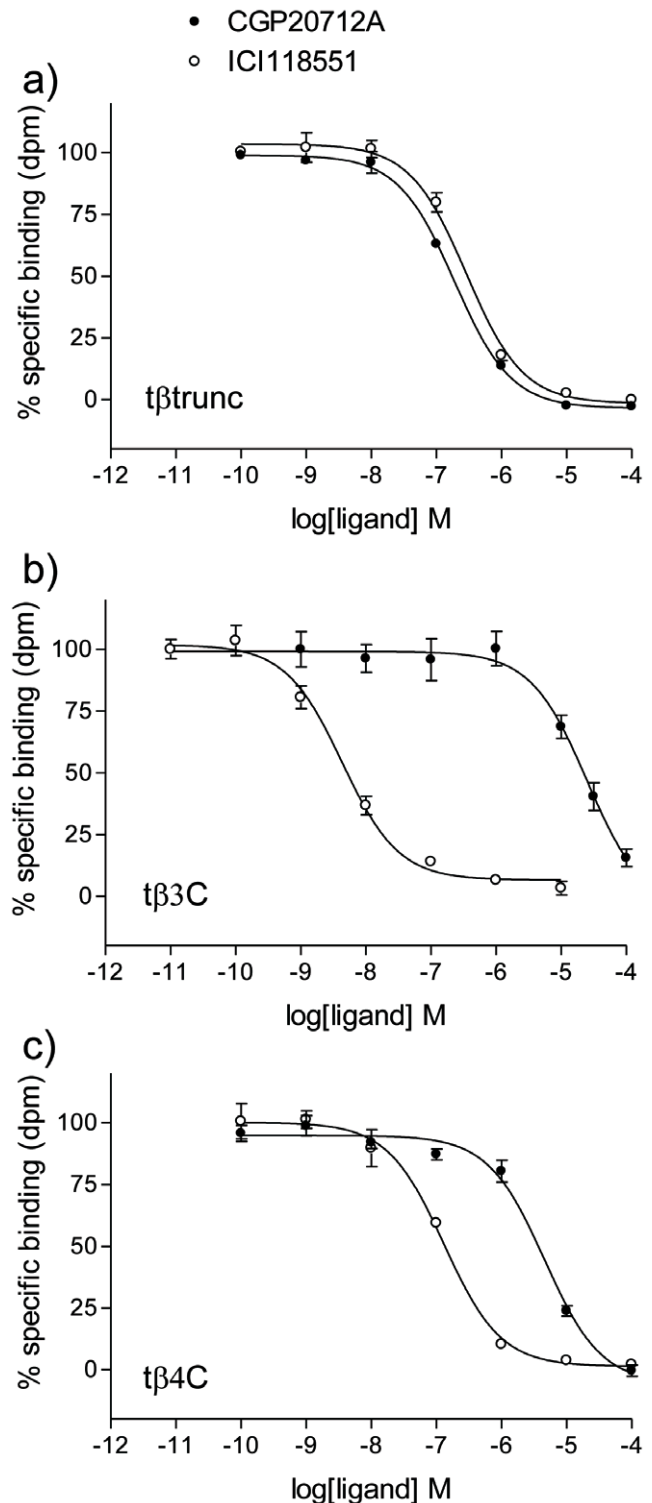 CGP20712A
ICI118551
a)
% specific binding (dpm)
100
75
50
25
0
tβtrunc
-12 -11 -10 -9 -8 -7 -6 -5 -4
log[ligand] M
b)
% specific binding (dpm)
100
75
50
25
0
tβ3C
-12 -11 -10 -9 -8 -7 -6 -5 -4
log[ligand] M
c)
% specific binding (dpm)
100
75
50
25
0
tβ4C
-12 -11 -10 -9 -8 -7 -6 -5 -4
log[ligand] M